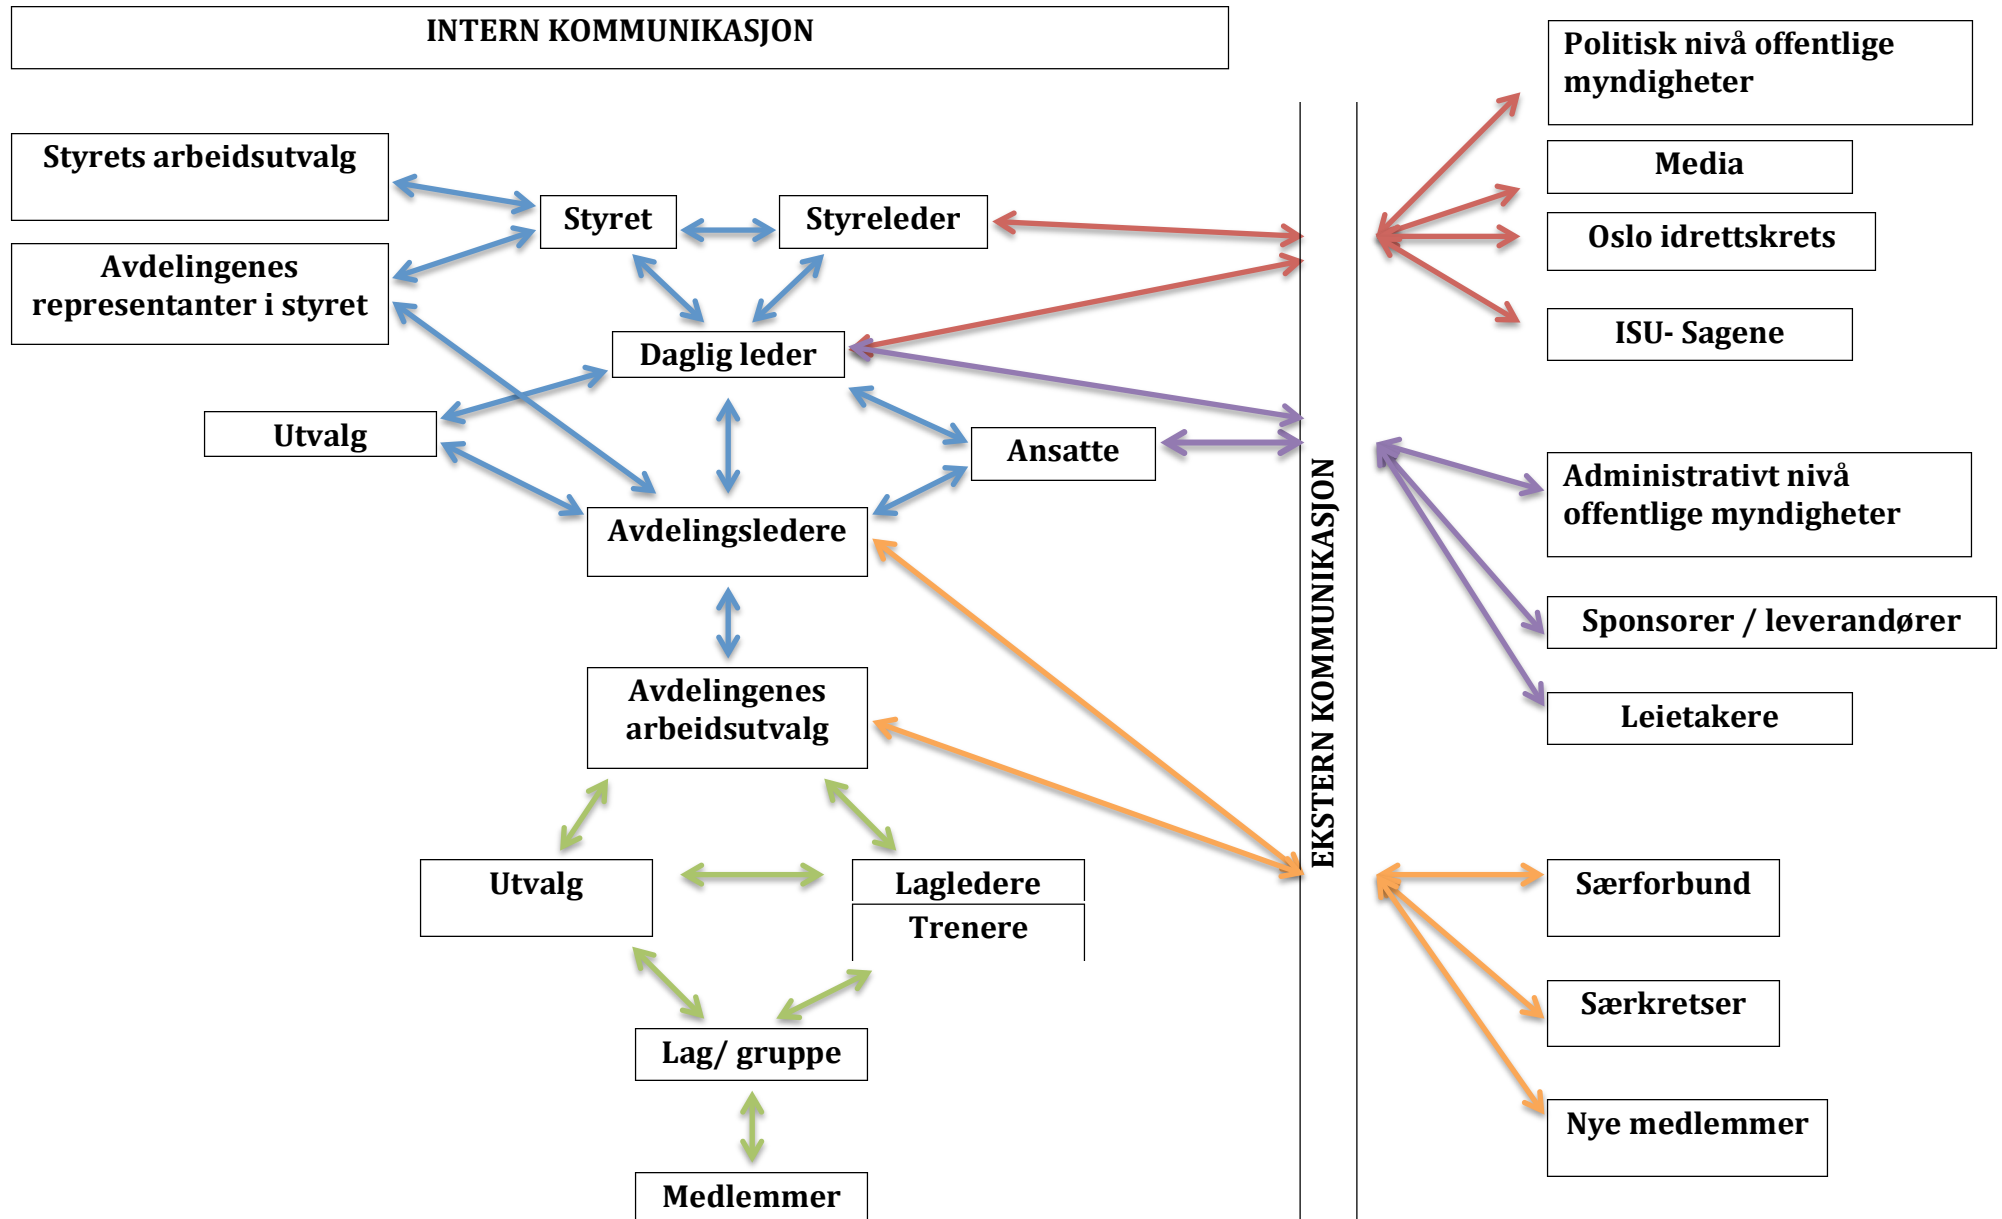 INTERN KOMMUNIKASJON
Styrets arbeidsutvalg
Avdelingenes
representanter i styret
Styret
Styreleder
Daglig leder
Utvalg
Ansatte
Avdelingsledere
Avdelingenes
arbeidsutvalg
Utvalg
Lagledere
Trenere
Lag/ gruppe
Medlemmer
EKSTERN KOMMUNIKASJON
Politisk nivå offentlige
myndigheter
Media
Oslo idrettskrets
ISU- Sagene
Administrativt nivå
offentlige myndigheter
Sponsorer / leverandører
Leietakere
Særforbund
Særkretser
Nye medlemmer